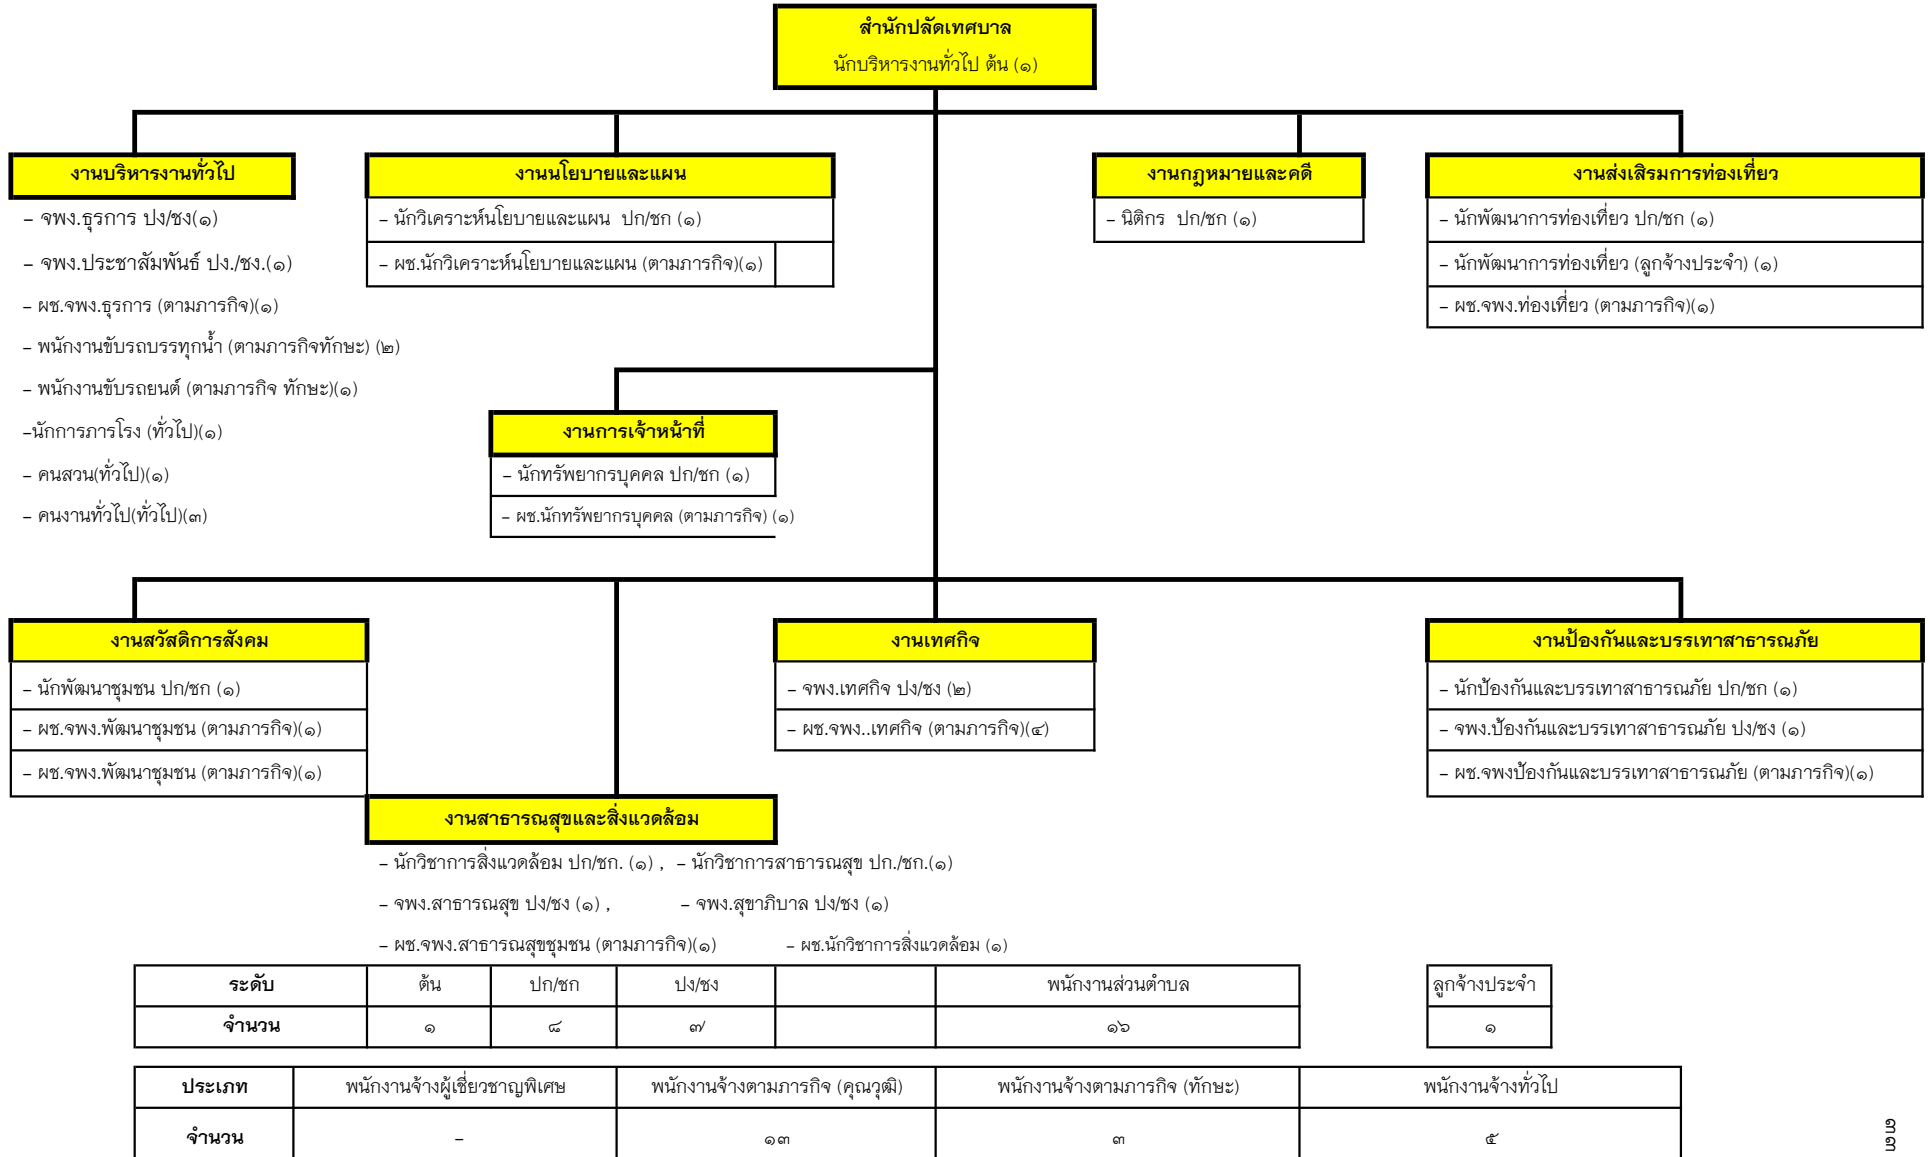 สำนักปลัดเทศบาล
นักบริหารงานทั่วไป ต้น (๑)
งานบริหารงานทั่วไป
– จพง.ธุรการ ปง/ชง(๑)
– จพง.ประชาสัมพันธ์ ปง./ชง.(๑)
– ผช.จพง.ธุรการ (ตามภารกิจ)(๑)
– พนักงานขับรถบรรทุกน้ำ (ตามภารกิจทักษะ) (๒)
– พนักงานขับรถยนต์ (ตามภารกิจ ทักษะ)(๑)
–นักการภารโรง (ทั่วไป)(๑)
– คนสวน(ทั่วไป)(๑)
– คนงานทั่วไป(ทั่วไป)(๓)
งานนโยบายและแผน
– นักวิเคราะห์นโยบายและแผน ปก/ชก (๑)
– ผช.นักวิเคราะห์นโยบายและแผน (ตามภารกิจ)(๑)
งานกฎหมายและคดี
– นิติกร ปก/ชก (๑)
งานส่งเสิรมการท่องเที่ยว
– นักพัฒนาการท่องเที่ยว ปก/ชก (๑)
– นักพัฒนาการท่องเที่ยว (ลูกจ้างประจำ) (๑)
– ผช.จพง.ท่องเที่ยว (ตามภารกิจ)(๑)
งานการเจ้าหน้าที่
– นักทรัพยากรบุคคล ปก/ชก (๑)
– ผช.นักทรัพยากรบุคคล (ตามภารกิจ) (๑)
งานสวัสดิการสังคม
– นักพัฒนาชุมชน ปก/ชก (๑)
– ผช.จพง.พัฒนาชุมชน (ตามภารกิจ)(๑)
– ผช.จพง.พัฒนาชุมชน (ตามภารกิจ)(๑)
งานเทศกิจ
– จพง.เทศกิจ ปง/ชง (๒)
– ผช.จพง..เทศกิจ (ตามภารกิจ)(๔)
งานป้องกันและบรรเทาสาธารณภัย
– นักป้องกันและบรรเทาสาธารณภัย ปก/ชก (๑)
– จพง.ป้องกันและบรรเทาสาธารณภัย ปง/ชง (๑)
– ผช.จพงป้องกันและบรรเทาสาธารณภัย (ตามภารกิจ)(๑)
งานสาธารณสุขและสิ่งแวดล้อม
– นักวิชาการสิ่งแวดล้อม ปก/ชก. (๑) , – นักวิชาการสาธารณสุข ปก./ชก.(๑)
– จพง.สาธารณสุข ปง/ชง (๑) , – จพง.สุขาภิบาล ปง/ชง (๑)
– ผช.จพง.สาธารณสุขชุมชน (ตามภารกิจ)(๑) – ผช.นักวิชาการสิ่งแวดล้อม (๑)
ระดับ ต้น ปก/ชก ปง/ชง พนักงานส่วนตำบล ลูกจ้างประจำ
จำนวน ๑ ๘ ๗ ๑๖ ๑
ประเภท พนักงานจ้างผู้เชี่ยวชาญพิเศษ พนักงานจ้างตามภารกิจ (คุณวุฒิ) พนักงานจ้างตามภารกิจ (ทักษะ) พนักงานจ้างทั่วไป
จำนวน – ๑๓ ๓ ๕
๓๓